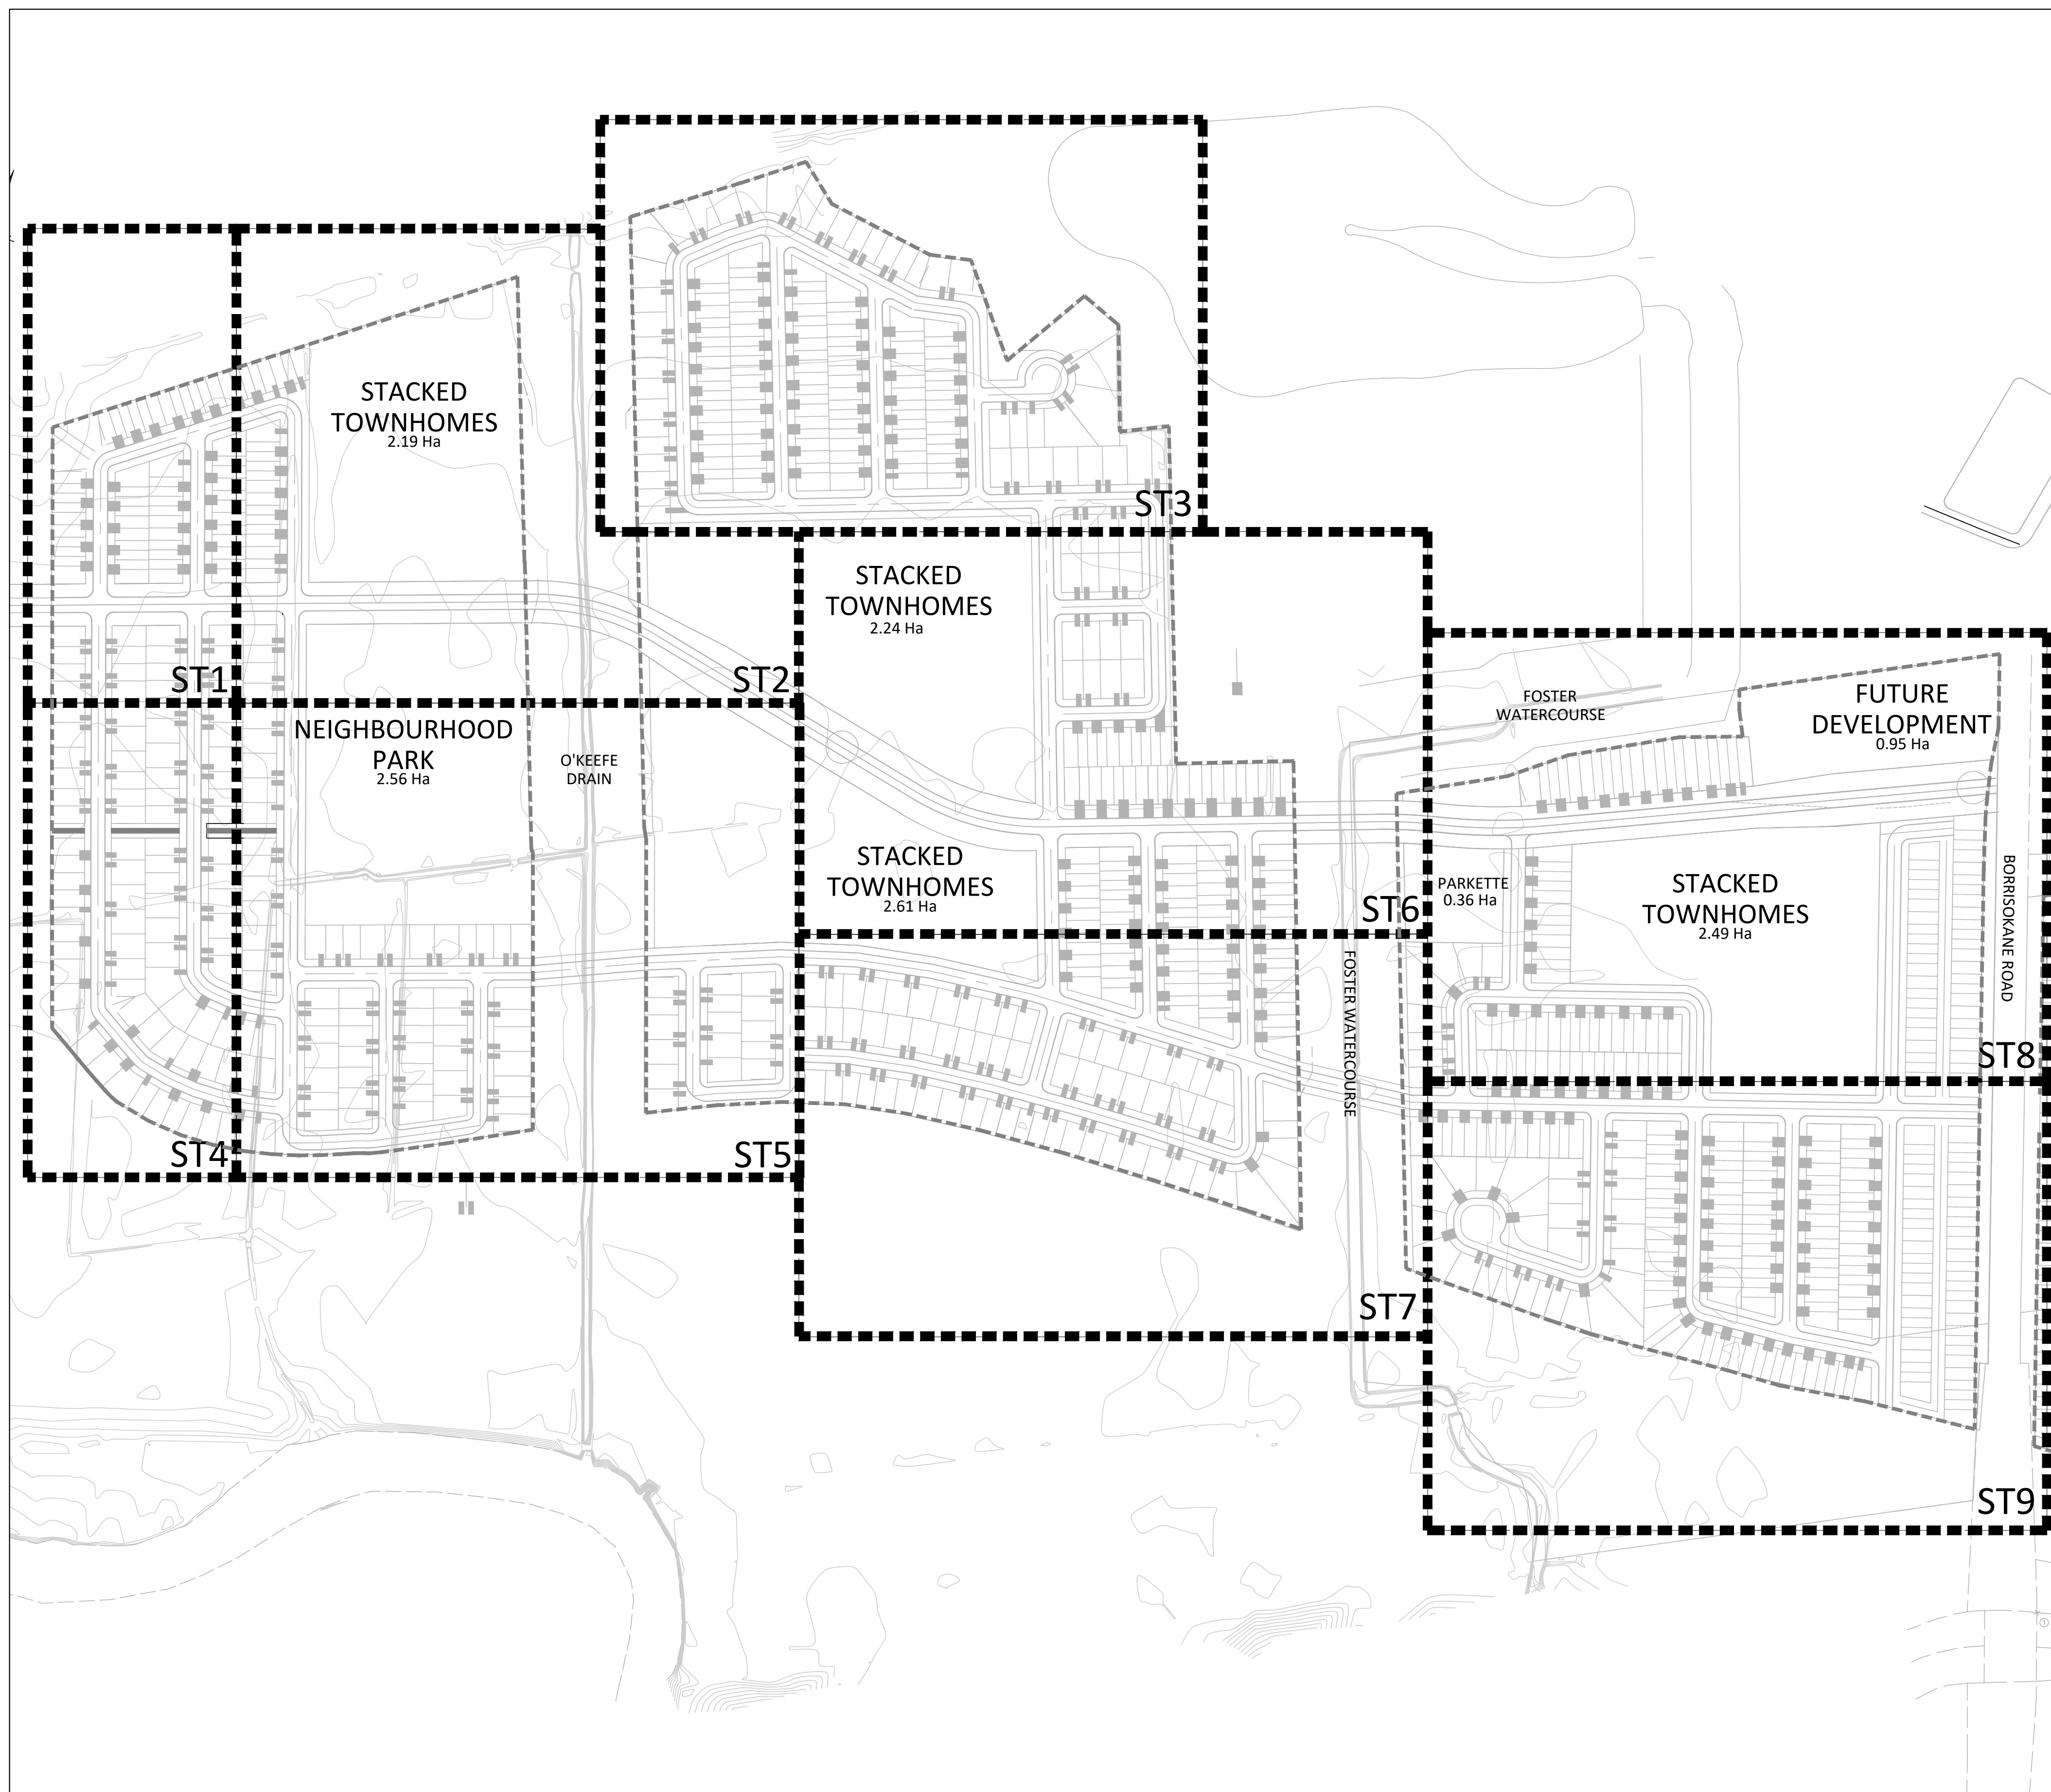 STACKED
TOWNHOMES
2.19 Ha
ST3
STACKED
TOWNHOMES
2.24 Ha
ST1
ST2
NEIGHBOURHOOD
PARK
2.56 Ha
O'KEEFE
DRAIN
FOSTER
WATERCOURSE
FUTURE
DEVELOPMENT
0.95 Ha
STACKED
TOWNHOMES
2.61 Ha
ST6
PARKETTE
0.36 Ha
STACKED
TOWNHOMES
2.49 Ha
BORRISOKANE ROAD
FOSTER WATERCOURSE
ST8
ST4
ST5
ST7
ST9
1